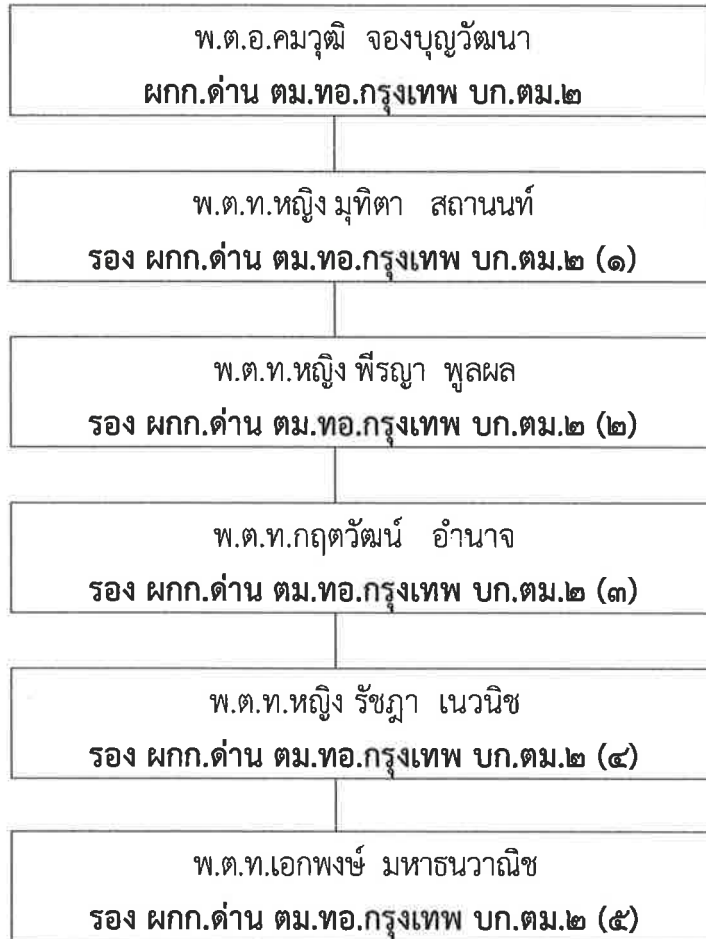 พ.ต.อ.คมวุฒิ จองบุญวัฒนา
ผกก.ด่าน ตม.ทอ.กรุงเทพ บก.ตม.๒
พ.ต.ท.หญิง มุทิตา สถานนท์
รอง ผกก.ด่าน ตม.ทอ.กรุงเทพ บก.ตม.๒ (๑)
พ.ต.ท.หญิง พีรญา พูลผล
รอง ผกก.ด่าน ตม.ทอ.กรุงเทพ บก.ตม.๒ (๒)
พ.ต.ท.กฤตวัฒน์ อำนาจ
รอง ผกก.ด่าน ตม.ทอ.กรุงเทพ บก.ตม.๒ (๓)
พ.ต.ท.หญิง รัชฎา เนวนิช
รอง ผกก.ด่าน ตม.ทอ.กรุงเทพ บก.ตม.๒ (๔)
พ.ต.ท.เอกพงษ์ มหาธนวาณิช
รอง ผกก.ด่าน ตม.ทอ.กรุงเทพ บก.ตม.๒ (๕)